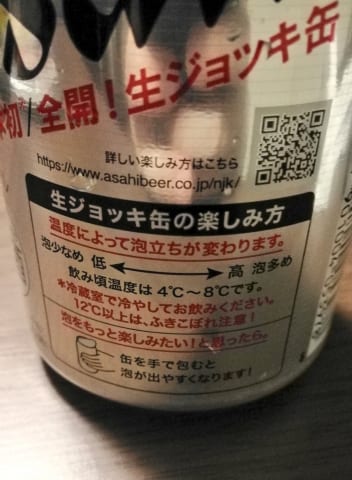 初/全開！生ジョッキ缶
詳しい楽しみ方はこちら
https://www.asahibeer.co.jp/njk/
生ジョッキ缶の楽しみ方
温度によって泡立ちが変わります。
泡少なめ 低 ←→ 高 泡多め
飲み頃温度は4℃～8℃です。
＊冷蔵室で冷やしてお飲みください。
12℃以上は、ふきこぼれ注意！
泡をもっと楽しみたい！と思ったら。
缶を手で包むと
泡が出やすくなります！